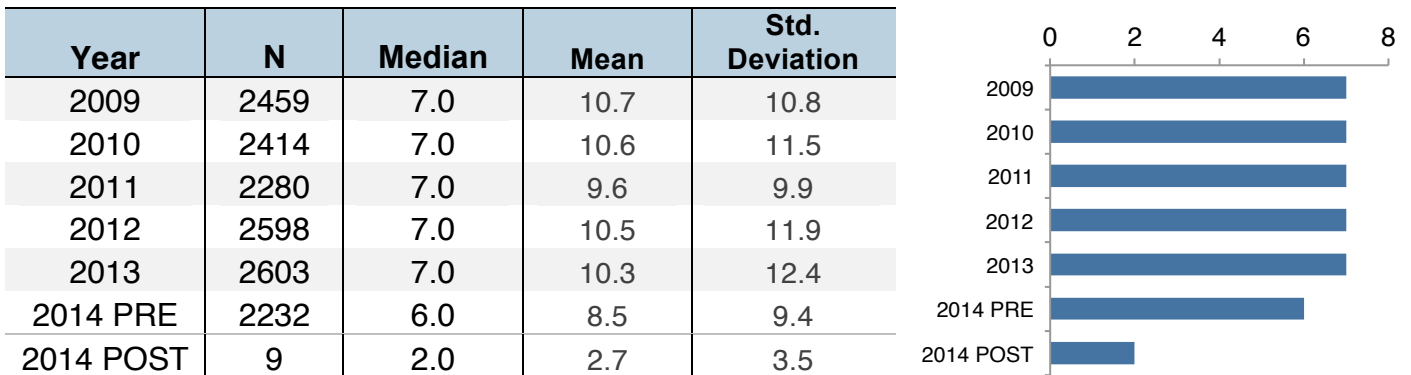 Year N Median Mean Std. Deviation
2009 2459 7.0 10.7 10.8
2010 2414 7.0 10.6 11.5
2011 2280 7.0 9.6 9.9
2012 2598 7.0 10.5 11.9
2013 2603 7.0 10.3 12.4
2014 PRE 2232 6.0 8.5 9.4
2014 POST 9 2.0 2.7 3.5
0 2 4 6 8
2009
2010
2011
2012
2013
2014 PRE
2014 POST